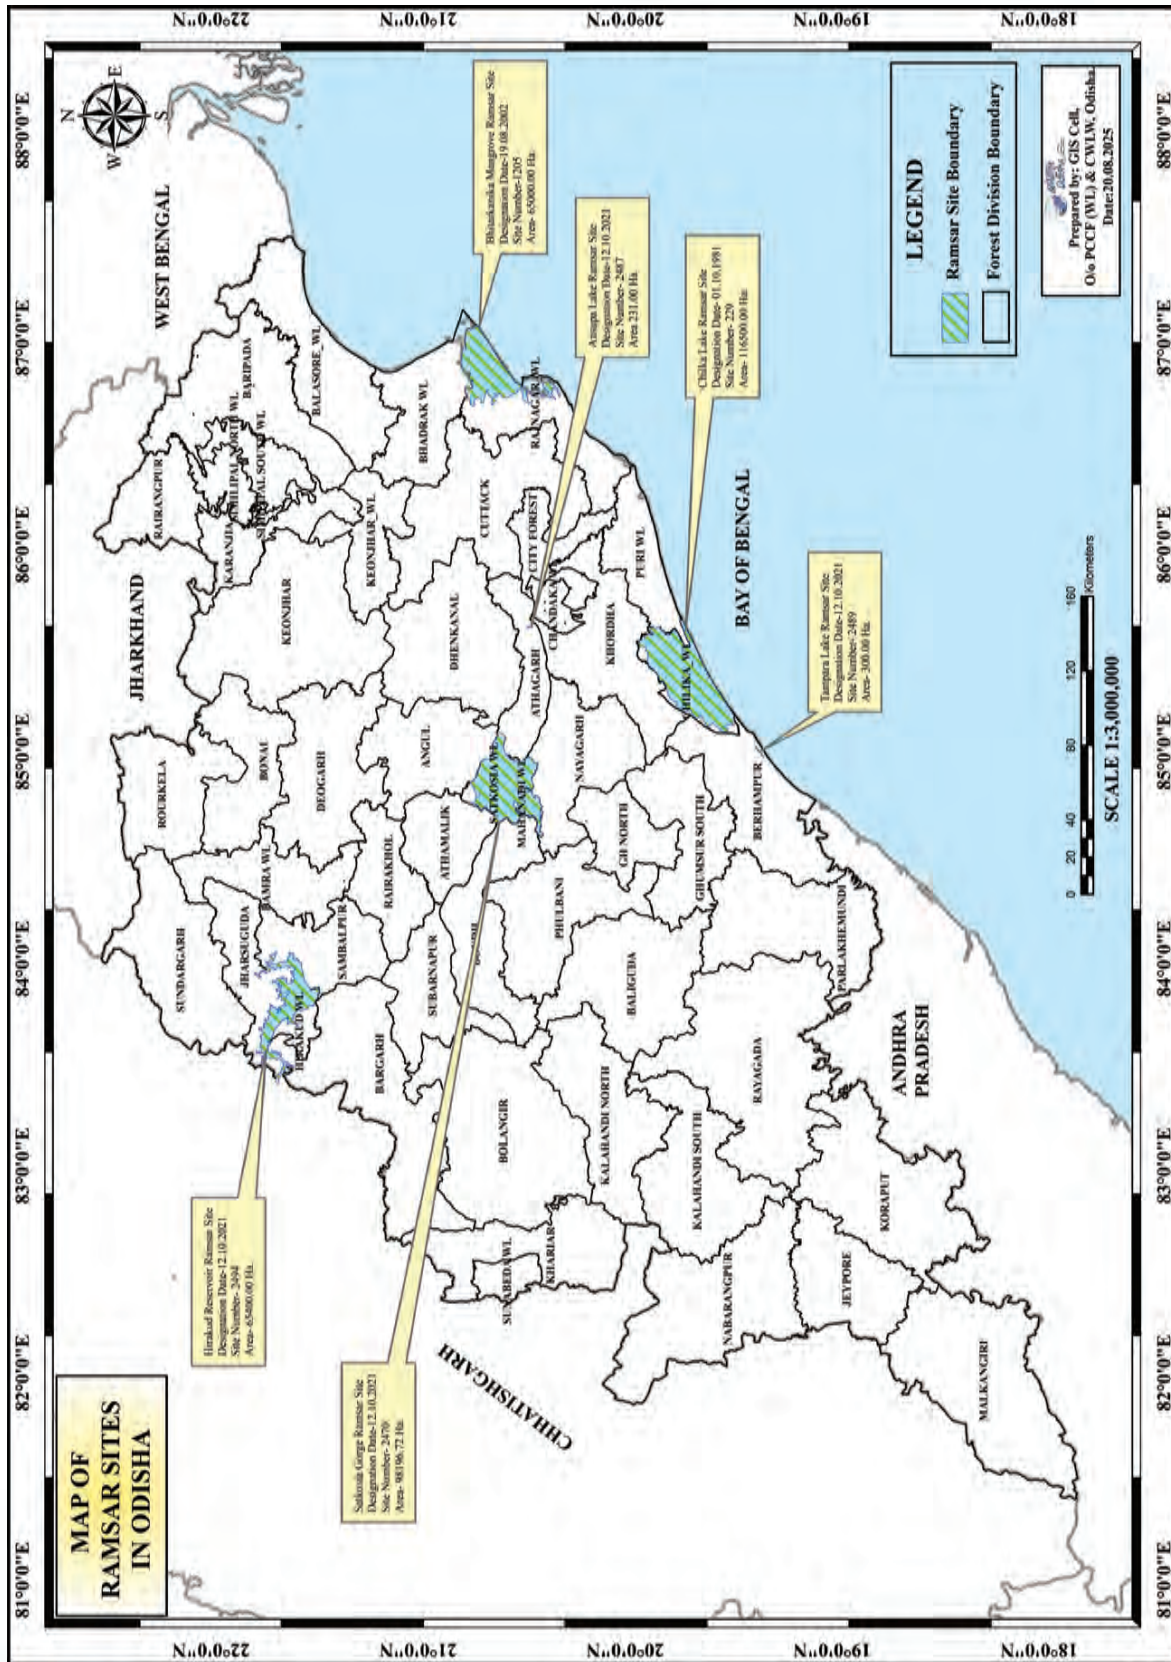 MAP OF
RAMSAR SITES
IN ODISHA
81°0'0"E
82°0'0"E
83°0'0"E
84°0'0"E
85°0'0"E
86°0'0"E
87°0'0"E
88°0'0"E
22°0'0"N
21°0'0"N
20°0'0"N
19°0'0"N
18°0'0"N
N
W
E
S
WEST BENGAL
JHARKHAND
CHHATISHGARH
ANDHRA
PRADESH
BAY OF BENGAL
Hirakud Reservoir Ramsar Site
Designation Date-12.10.2021
Site Number- 2494
Area- 65400.00 Ha.
Satkosia Gorge Ramsar Site
Designation Date-12.10.2021
Site Number- 2470
Area- 98196.72 Ha.
Bhitarkanika Mangrove Ramsar Site
Designation Date-19.08.2002
Site Number-1205
Area- 65000.00 Ha.
Ansupa Lake Ramsar Site
Designation Date-12.10.2021
Site Number- 2487
Area 231.00 Ha.
Chilka Lake Ramsar Site
Designation Date- 01.10.1981
Site Number- 229
Area- 116500.00 Ha.
Tampara Lake Ramsar Site
Designation Date-12.10.2021
Site Number- 2489
Area- 300.00 Ha.
SUNDARGARH
ROURKELA
BONAI
JHARSUGUDA
BAMRA WL
DEOGARH
SAMBALPUR
HIRAKUD WL
BARGARH
RAIRAKHOL
SUBARNAPUR
ATHAMALIK
ANGUL
KEONJHAR
KEONJHAR_WL
RAIRANGPUR
KARANJIA
SIMILIPAL NORTH WL
SIMILIPAL SOUTH WL
BARIPADA
BALASORE_WL
BHADRAK WL
RAJNAGAR WL
CUTTACK
CITY FOREST
CHANDAKA WL
DHENKANAL
ATHAGARH
KHORDHA
PURI WL
CHILIKA_WL
NAYAGARH
SATKOSIA WL
MAHANADI WL
PHULBANI
GH NORTH
GHUMSUR SOUTH
BERHAMPUR
PARLAKHEMUNDI
BALIGUDA
BOLANGIR
KALAHANDI NORTH
KALAHANDI SOUTH
RAYAGADA
SUNABEDA WL
KHARIAR
NABARANGPUR
JEYPORE
KORAPUT
MALKANGIRI
LEGEND
Ramsar Site Boundary
Forest Division Boundary
0 20 40 80 120 160
Kilometers
SCALE 1:3,000,000
Prepared by: GIS Cell,
O/o PCCF (WL) & CWLW, Odisha.
Date:20.08.2025